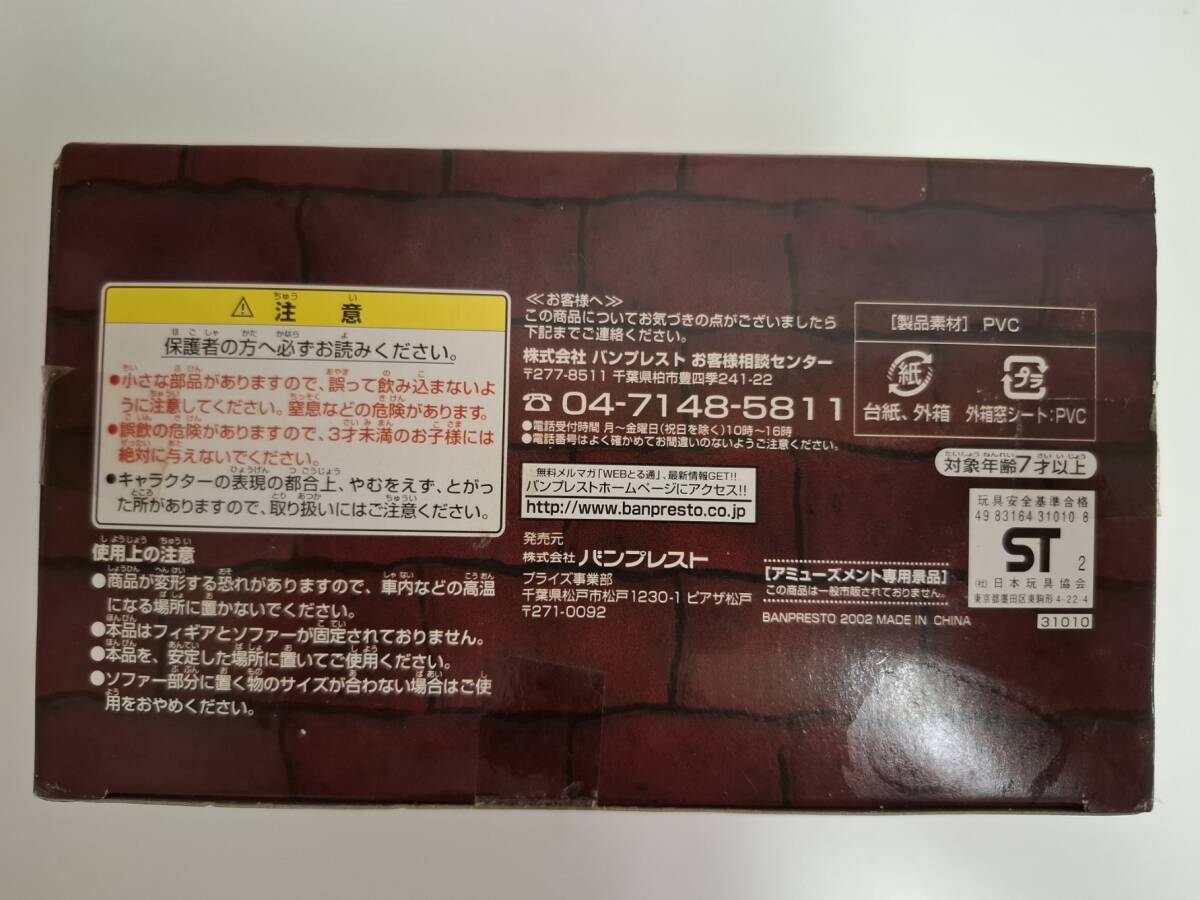 ⚠ 注意
保護者の方へ必ずお読みください。
●小さな部品がありますので、誤って飲み込まないよ
うに注意してください。窒息などの危険があります。
●誤飲の危険がありますので、3才未満のお子様には
絶対に与えないでください。
●キャラクターの表現の都合上、やむをえず、とがっ
た所がありますので、取り扱いにはご注意ください。
使用上の注意
●商品が変形する恐れがありますので、車内などの高温
になる場所に置かないでください。
●本品はフィギアとソファーが固定されておりません。
●本品を、安定した場所に置いてご使用ください。
●ソファー部分に置く物のサイズが合わない場合はご使
用をおやめください。
≪お客様へ≫
この商品についてお気づきの点がございましたら
下記までご連絡ください。
株式会社 バンプレスト お客様相談センター
〒277-8511 千葉県柏市豊四季241-22
☎ 04-7148-5811
●電話受付時間 月〜金曜日(祝日を除く)10時〜16時
●電話番号はよく確かめてお間違いのないようご注意ください。
無料メルマガ「WEBとる通」、最新情報GET!!
バンプレストホームページにアクセス!!
http://www.banpresto.co.jp
発売元
株式会社 バンプレスト
プライズ事業部
千葉県松戸市松戸1230-1 ピアザ松戸
〒271-0092
[製品素材] PVC
紙
プラ
台紙、外箱 外箱窓シート:PVC
対象年齢7才以上
玩具安全基準合格
49 83164 31010 8
ST 2
(社)日本玩具協会
東京都墨田区東駒形4-22-4
31010
[アミューズメント専用景品]
この商品は一般市販されておりません。
BANPRESTO 2002 MADE IN CHINA